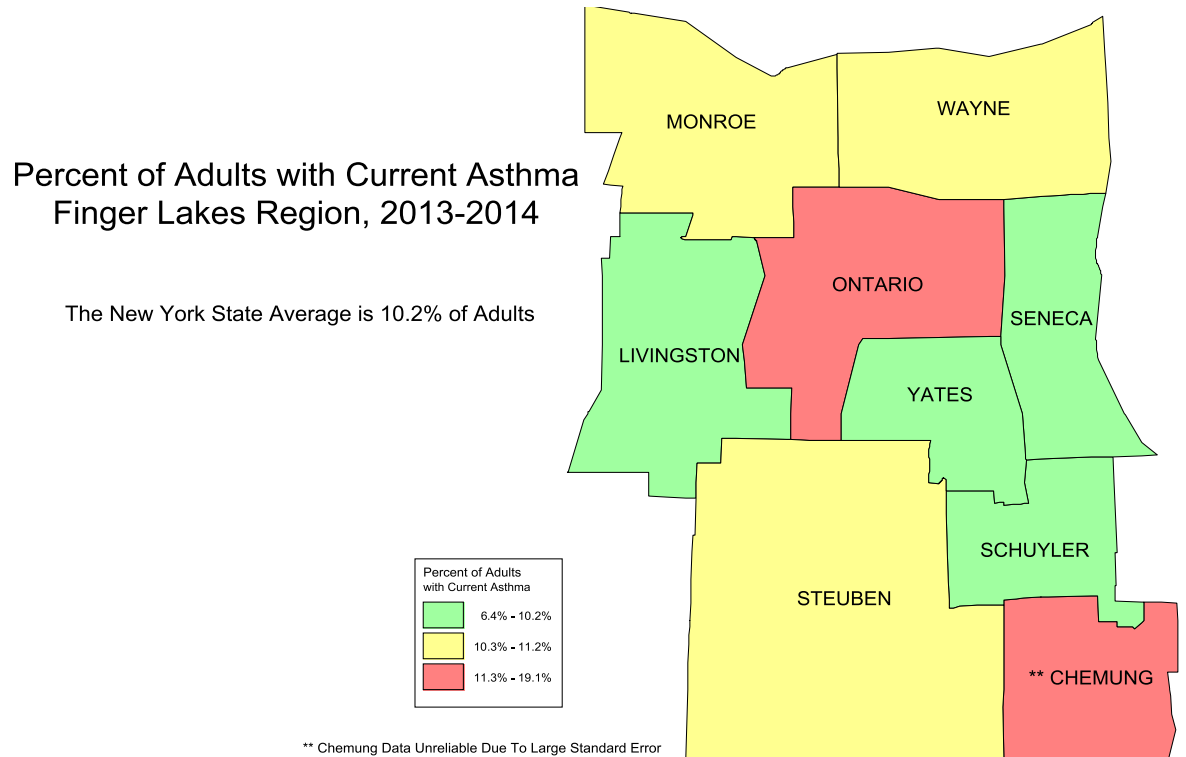 Percent of Adults with Current Asthma
Finger Lakes Region, 2013-2014
The New York State Average is 10.2% of Adults
MONROE
WAYNE
ONTARIO
SENECA
LIVINGSTON
YATES
SCHUYLER
STEUBEN
** CHEMUNG
Percent of Adults
with Current Asthma
6.4% - 10.2%
10.3% - 11.2%
11.3% - 19.1%
** Chemung Data Unreliable Due To Large Standard Error